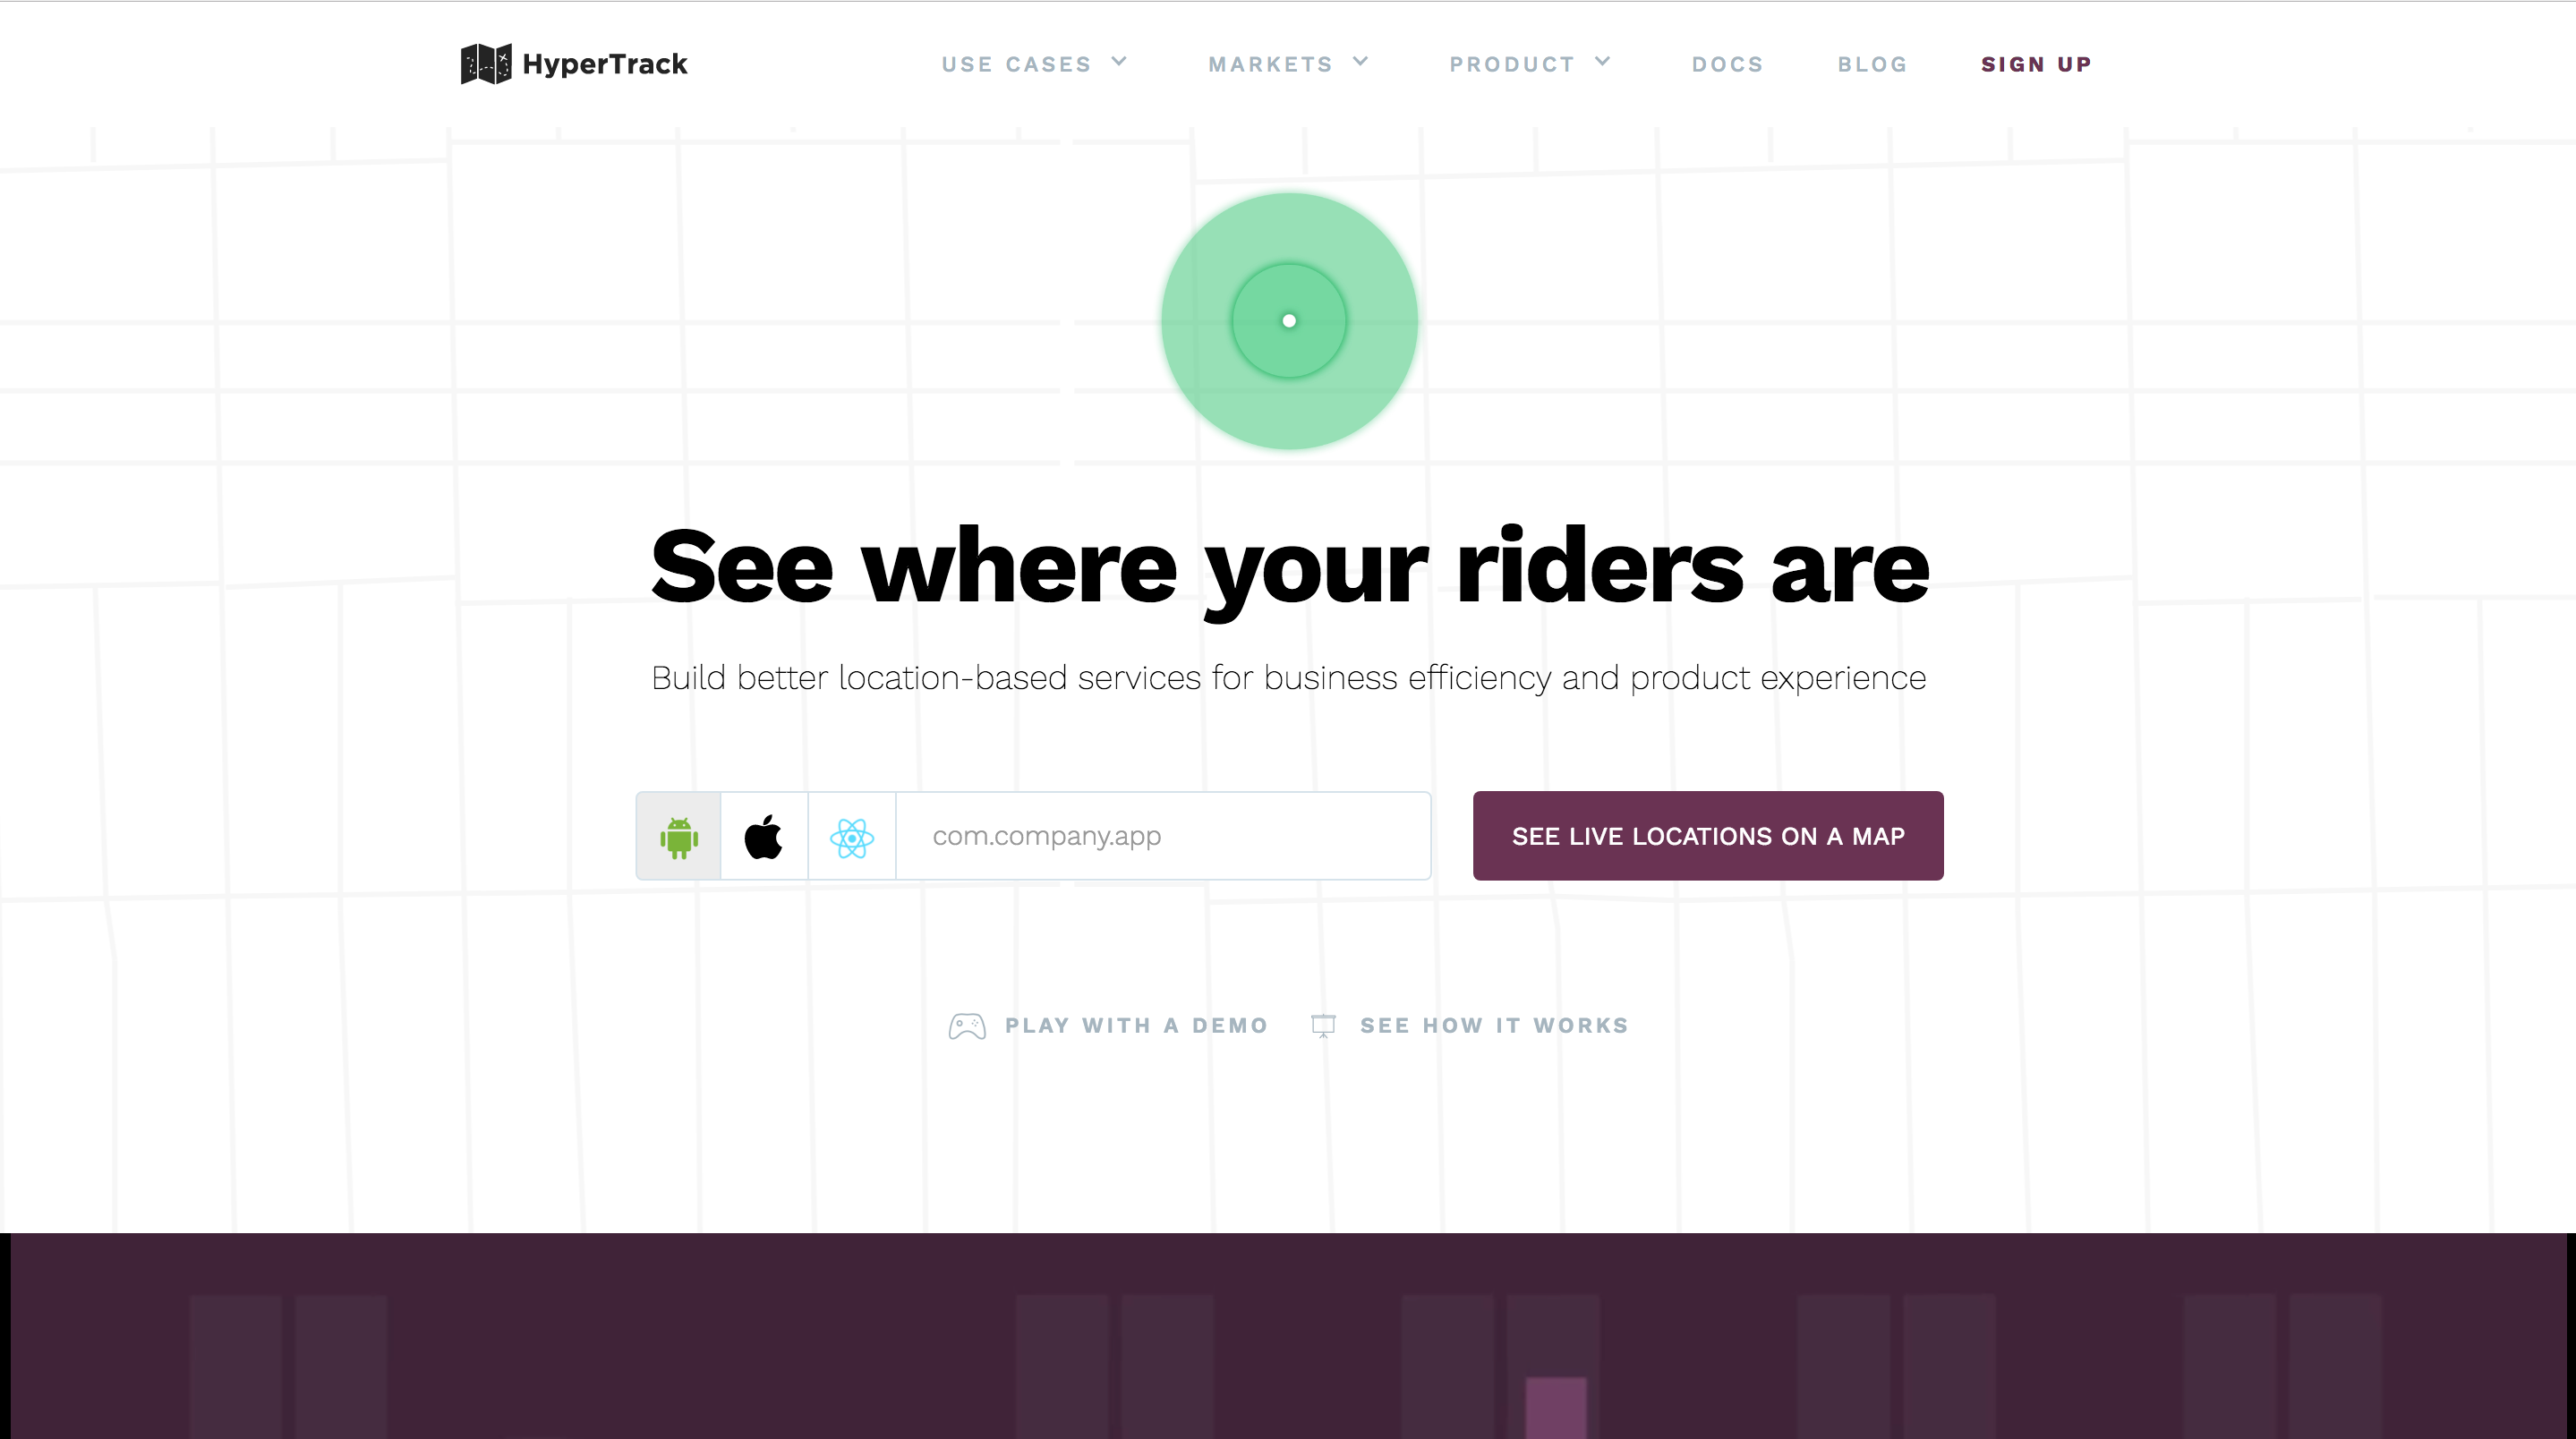 HyperTrack
USE CASES MARKETS PRODUCT DOCS BLOG SIGN UP
See where your riders are
Build better location-based services for business efficiency and product experience
com.company.app
SEE LIVE LOCATIONS ON A MAP
PLAY WITH A DEMO SEE HOW IT WORKS